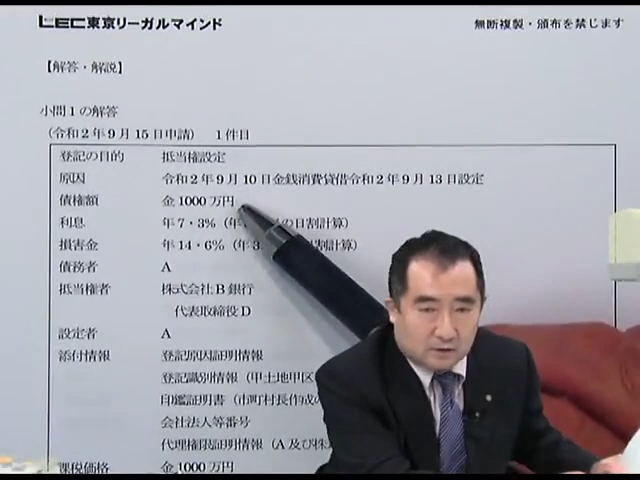 LEC東京リーガルマインド
無断複製・頒布を禁じます
【解答・解説】
小問1の解答
（令和2年9月15日申請） 1件目
登記の目的 抵当権設定
原因 令和2年9月10日金銭消費貸借令和2年9月13日設定
債権額 金1000万円
利息 年7・3%（年 の日割計算）
損害金 年14・6%（年3 割計算）
債務者 A
抵当権者 株式会社B銀行
代表取締役D
設定者 A
添付情報 登記原因証明情報
登記識別情報（甲土地甲区
印鑑証明書（市町村長作成の
会社法人等番号
代理権限証明情報（A及び株
課税価格 金1000万円